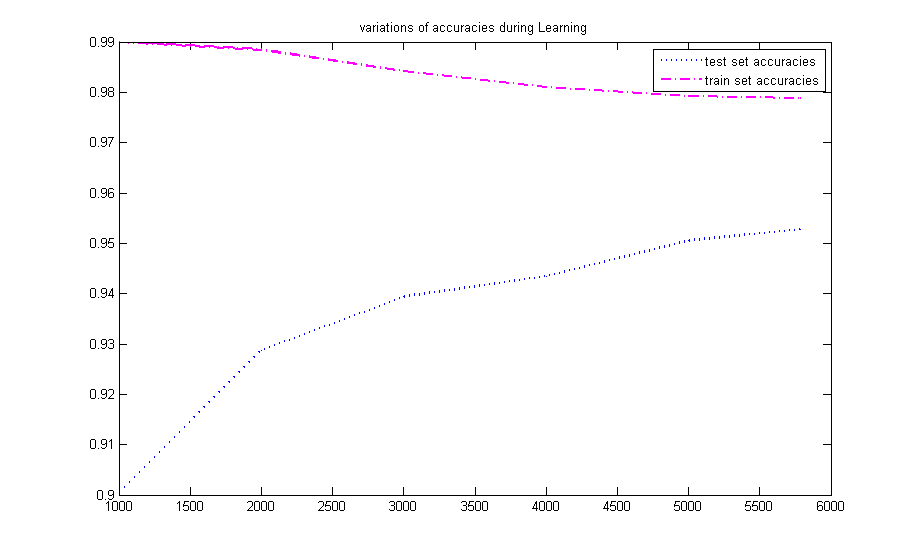 variations of accuracies during Learning
test set accuracies
train set accuracies
0.99
0.98
0.97
0.96
0.95
0.94
0.93
0.92
0.91
0.9
1000 1500 2000 2500 3000 3500 4000 4500 5000 5500 6000